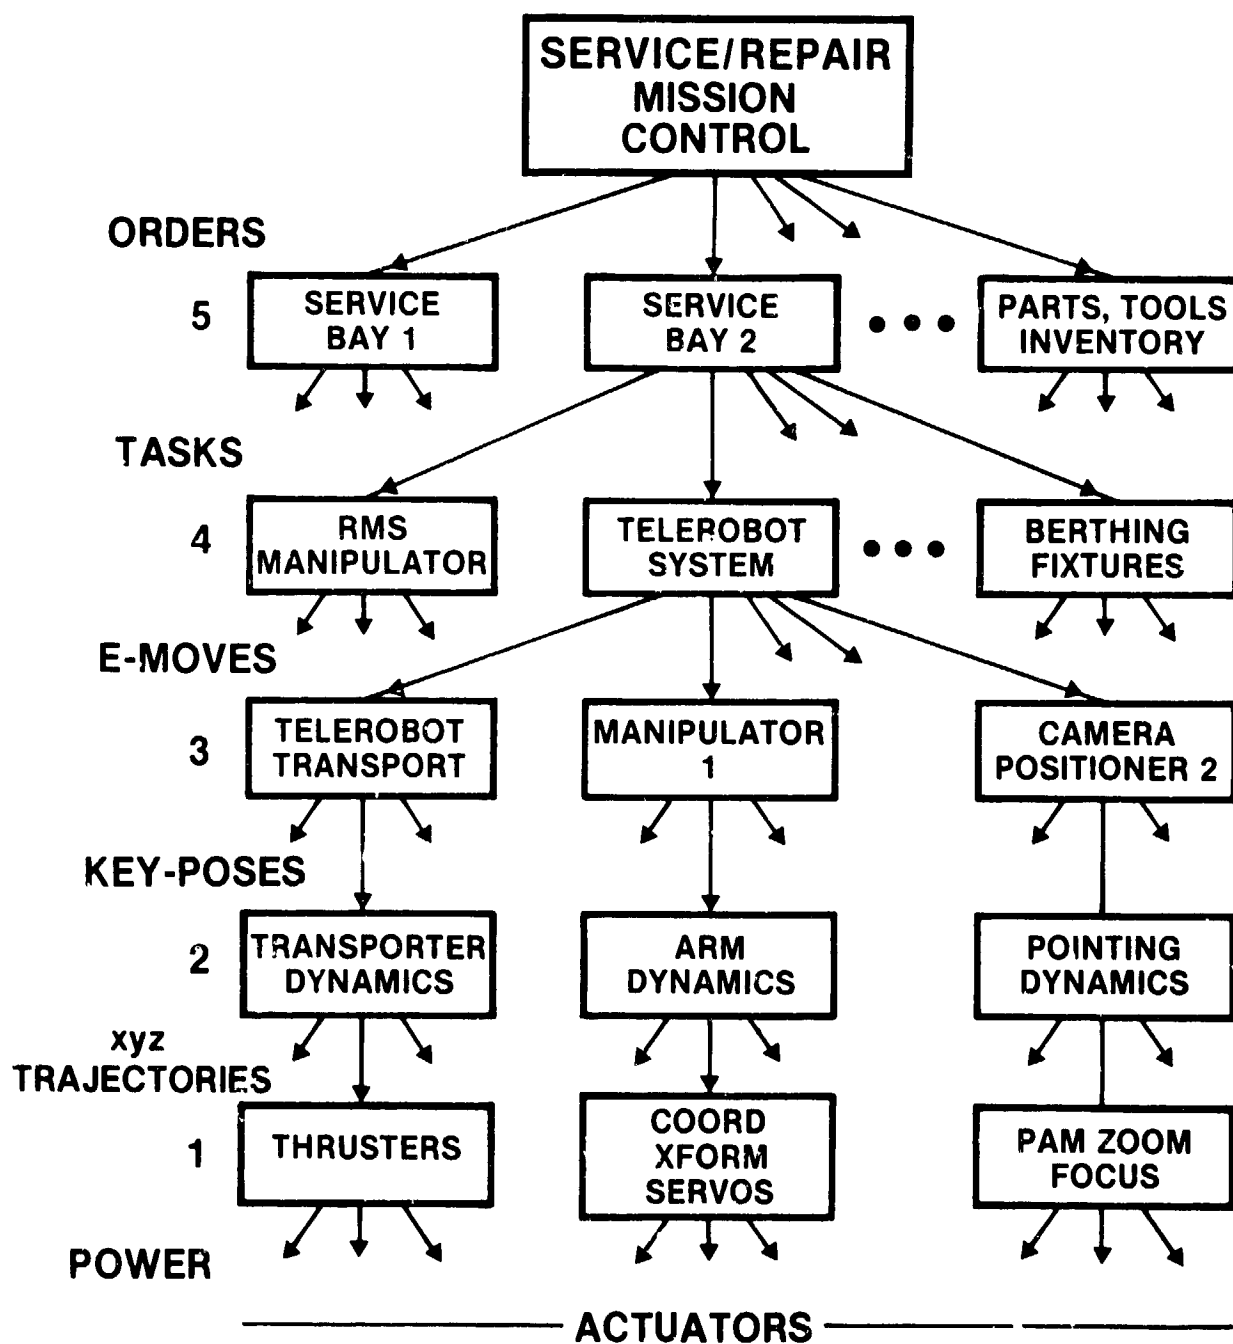 SERVICE/REPAIR
MISSION
CONTROL
ORDERS
5
SERVICE
BAY 1
SERVICE
BAY 2
PARTS, TOOLS
INVENTORY
TASKS
4
RMS
MANIPULATOR
TELEROBOT
SYSTEM
BERTHING
FIXTURES
E-MOVES
3
TELEROBOT
TRANSPORT
MANIPULATOR
1
CAMERA
POSITIONER 2
KEY-POSES
2
TRANSPORTER
DYNAMICS
ARM
DYNAMICS
POINTING
DYNAMICS
xyz
TRAJECTORIES
1
THRUSTERS
COORD
XFORM
SERVOS
PAM ZOOM
FOCUS
POWER
ACTUATORS